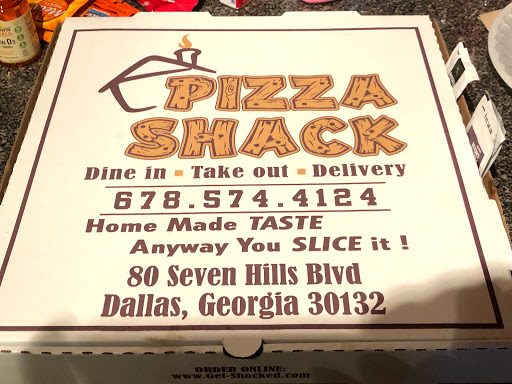 PIZZA
SHACK
Dine in ▪ Take out ▪ Delivery
678.574.4124
Home Made TASTE
Anyway You SLICE it !
80 Seven Hills Blvd
Dallas, Georgia 30132
ORDER ONLINE:
www.Get-Shacked.com
D3